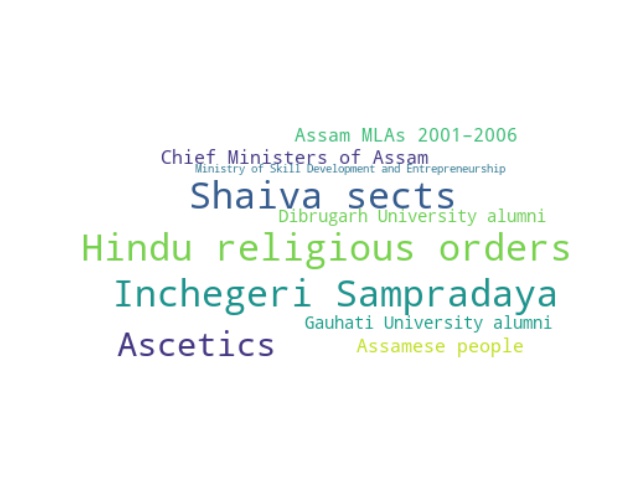 Assam MLAs 2001–2006
Chief Ministers of Assam
Ministry of Skill Development and Entrepreneurship
Shaiva sects
Dibrugarh University alumni
Hindu religious orders
Inchegeri Sampradaya
Gauhati University alumni
Ascetics
Assamese people